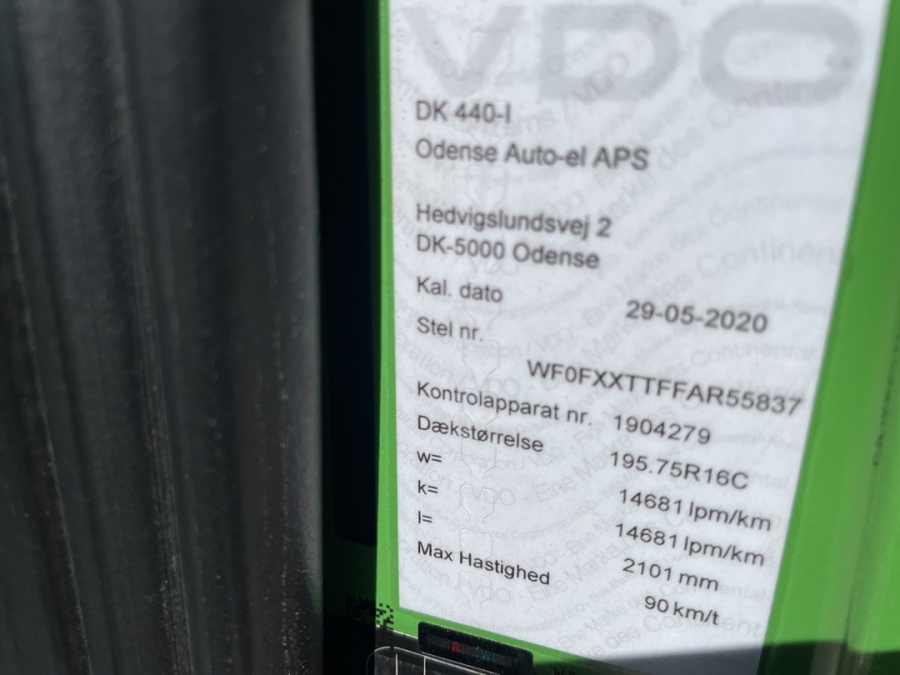 VDO
DK 440-I
Odense Auto-el APS
Hedvigslundsvej 2
DK-5000 Odense
Kal. dato 29-05-2020
Stel nr. WF0FXXTTFFAR55837
Kontrolapparat nr. 1904279
Dækstørrelse 195.75R16C
w= 14681 lpm/km
k= 14681 lpm/km
l= 2101 mm
Max Hastighed 90 km/t